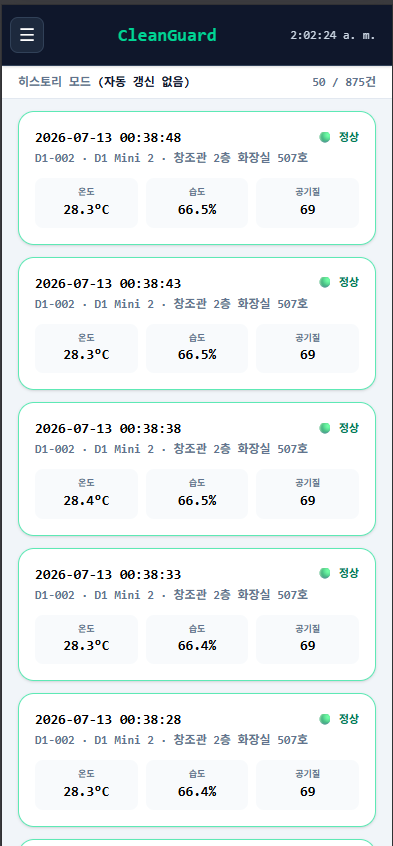 CleanGuard
2:02:24 a. m.
히스토리 모드 (자동 갱신 없음)
50 / 875건
2026-07-13 00:38:48
정상
D1-002 · D1 Mini 2 · 창조관 2층 화장실 507호
온도
습도
공기질
28.3ºC
66.5%
69
2026-07-13 00:38:43
정상
D1-002 · D1 Mini 2 · 창조관 2층 화장실 507호
온도
습도
공기질
28.3ºC
66.5%
69
2026-07-13 00:38:38
정상
D1-002 · D1 Mini 2 · 창조관 2층 화장실 507호
온도
습도
공기질
28.4ºC
66.5%
69
2026-07-13 00:38:33
정상
D1-002 · D1 Mini 2 · 창조관 2층 화장실 507호
온도
습도
공기질
28.3ºC
66.4%
69
2026-07-13 00:38:28
정상
D1-002 · D1 Mini 2 · 창조관 2층 화장실 507호
온도
습도
공기질
28.3ºC
66.4%
69